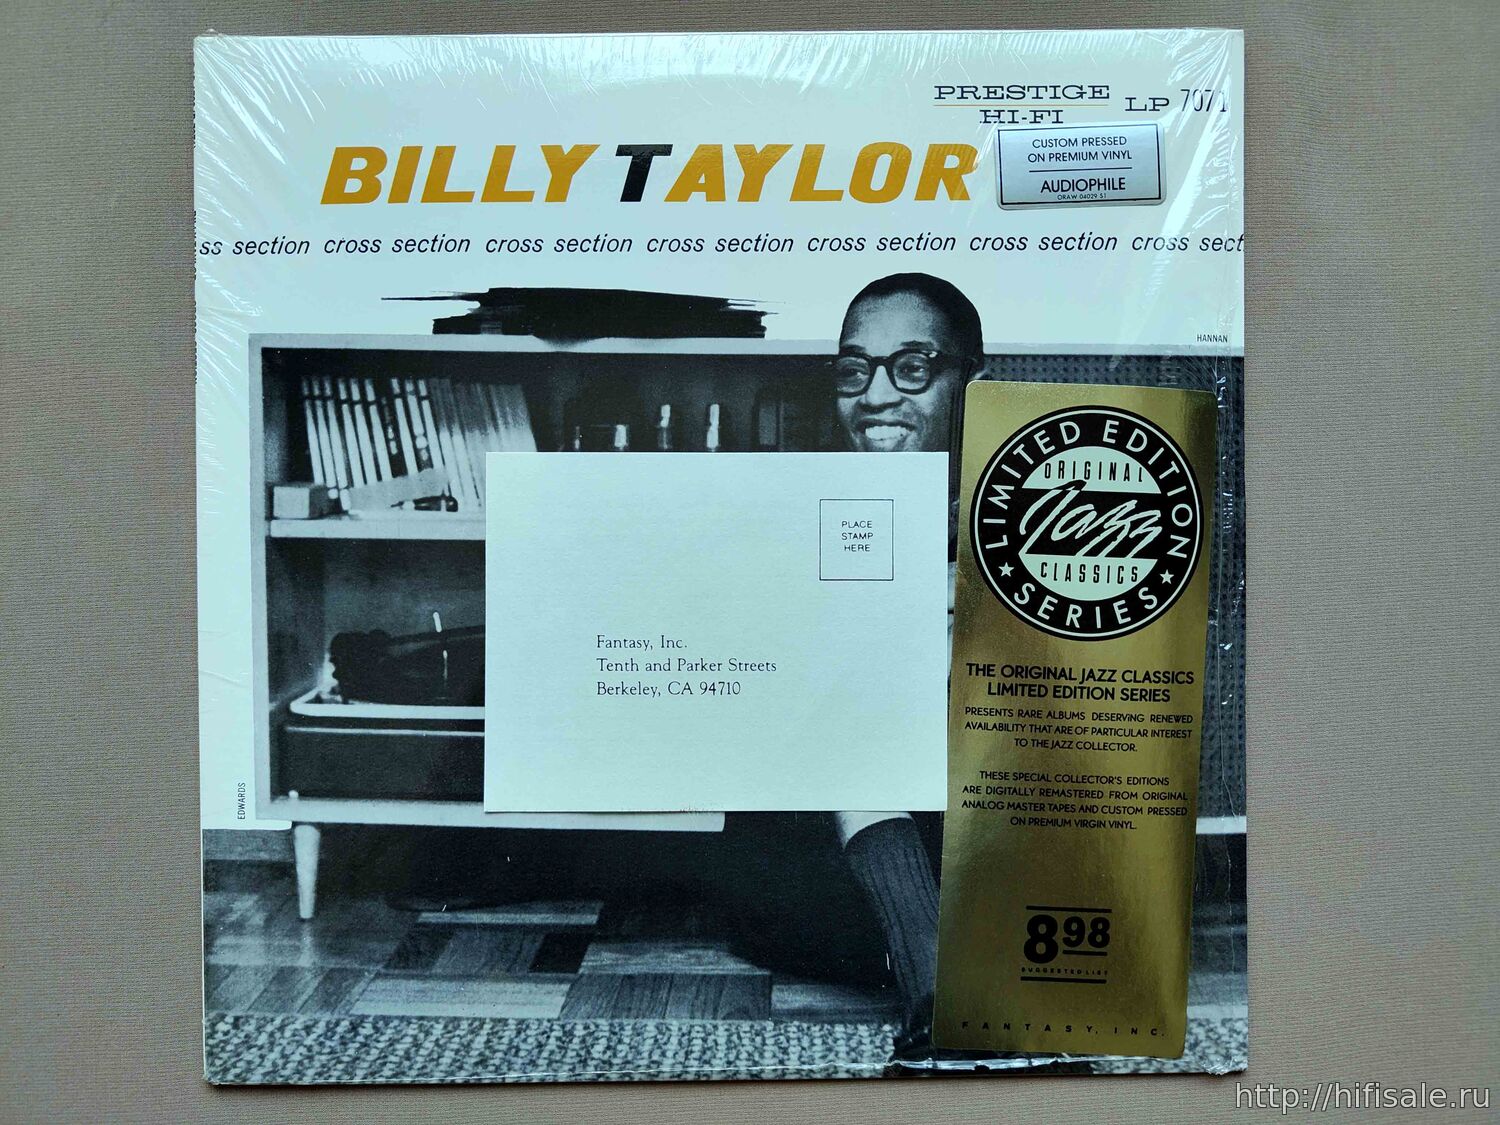 PRESTIGE LP 7071
HI-FI
BILLY TAYLOR
CUSTOM PRESSED
ON PREMIUM VINYL
AUDIOPHILE
ORAW 04029 S1
ss section cross section cross section cross section cross section cross section cross sect
HANNAN
LIMITED EDITION
ORIGINAL
Jazz
CLASSICS
SERIES
PLACE
STAMP
HERE
Fantasy, Inc.
Tenth and Parker Streets
Berkeley, CA 94710
THE ORIGINAL JAZZ CLASSICS
LIMITED EDITION SERIES
PRESENTS RARE ALBUMS DESERVING RENEWED
AVAILABILITY THAT ARE OF PARTICULAR INTEREST
TO THE JAZZ COLLECTOR.
THESE SPECIAL COLLECTOR'S EDITIONS
ARE DIGITALLY REMASTERED FROM ORIGINAL
ANALOG MASTER TAPES AND CUSTOM PRESSED
ON PREMIUM VIRGIN VINYL.
EDWARDS
8 98
SUGGESTED LIST
FANTASY, INC.
http://hifisale.ru